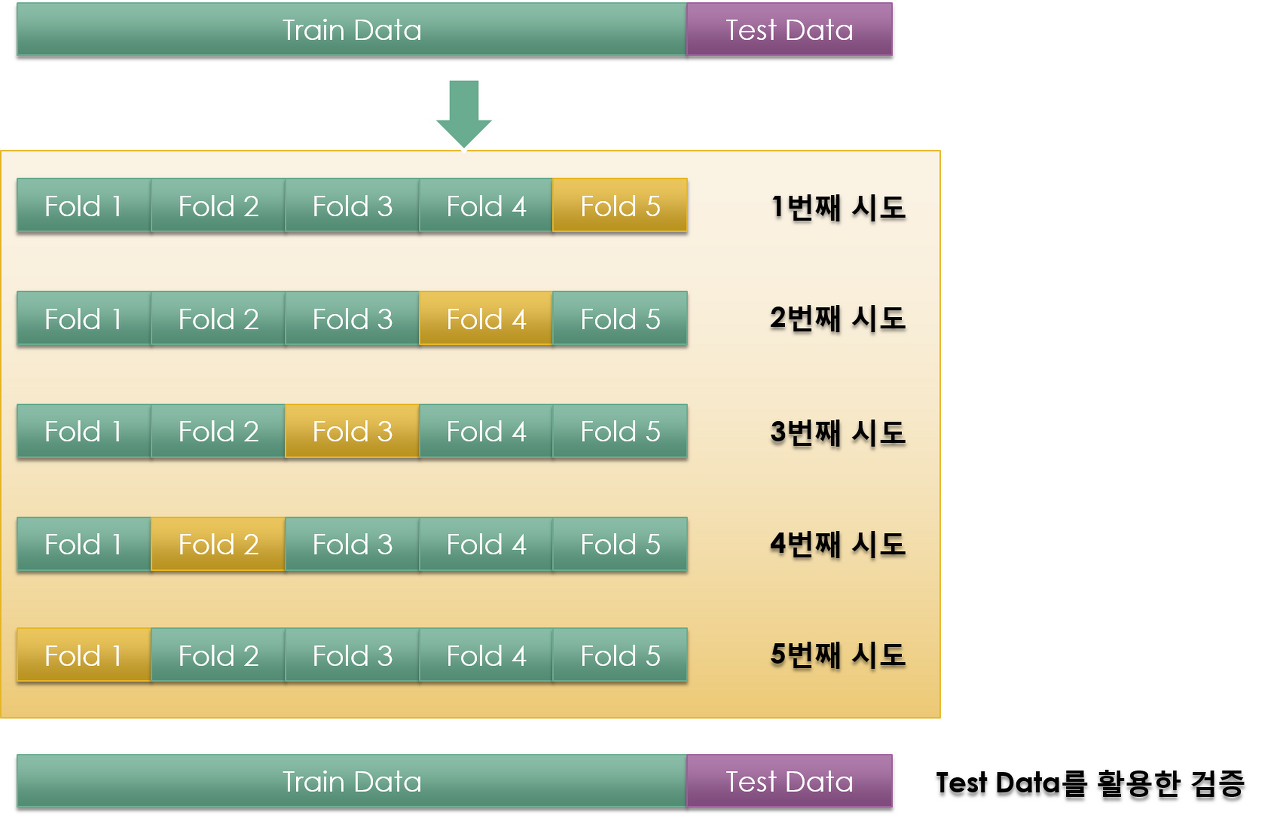 Train Data Test Data
Fold 1 Fold 2 Fold 3 Fold 4 Fold 5 1번째 시도
Fold 1 Fold 2 Fold 3 Fold 4 Fold 5 2번째 시도
Fold 1 Fold 2 Fold 3 Fold 4 Fold 5 3번째 시도
Fold 1 Fold 2 Fold 3 Fold 4 Fold 5 4번째 시도
Fold 1 Fold 2 Fold 3 Fold 4 Fold 5 5번째 시도
Train Data Test Data Test Data를 활용한 검증